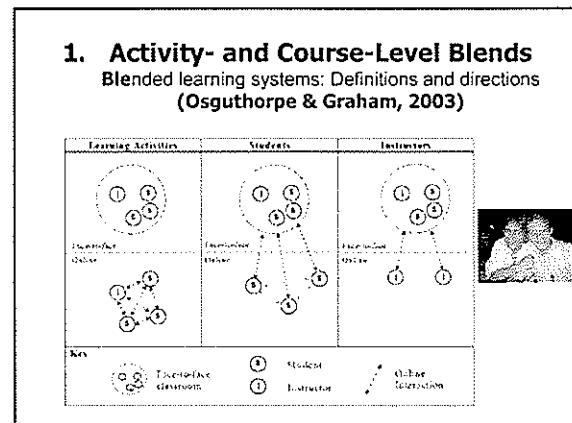 1. Activity- and Course-Level Blends
Blended learning systems: Definitions and directions
(Osguthorpe & Graham, 2003)
Learning Activities Students Instructors
I S S S
S S S
I S S S
Face-to-face Face-to-face Face-to-face
Online Online Online
I S S S
S S S
I I
Key
Face-to-face classroom
S Student
I Instructor
Online Interaction